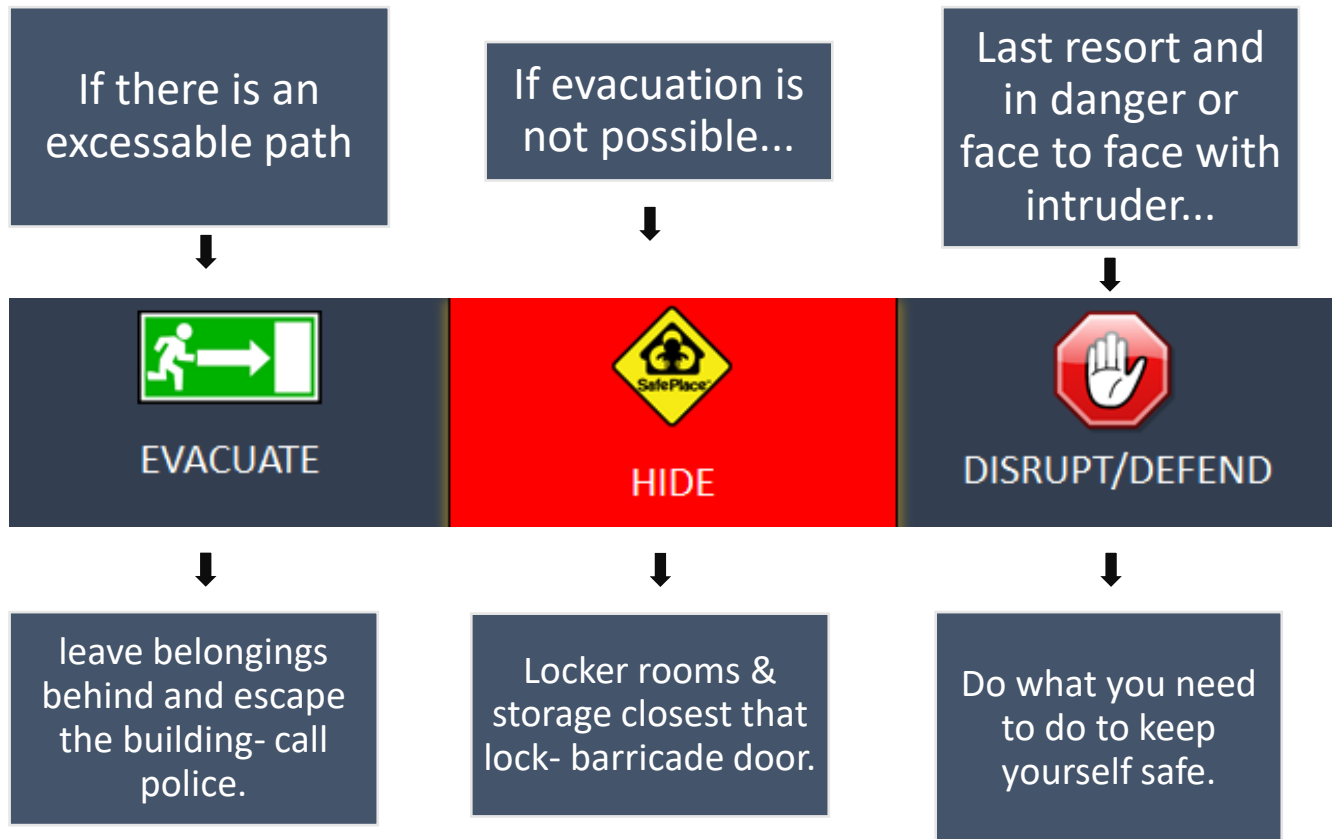 If there is an
excessable path
If evacuation is
not possible...
Last resort and
in danger or
face to face with
intruder...
EVACUATE
SafePlace
HIDE
DISRUPT/DEFEND
leave belongings
behind and escape
the building- call
police.
Locker rooms &
storage closest that
lock- barricade door.
Do what you need
to do to keep
yourself safe.